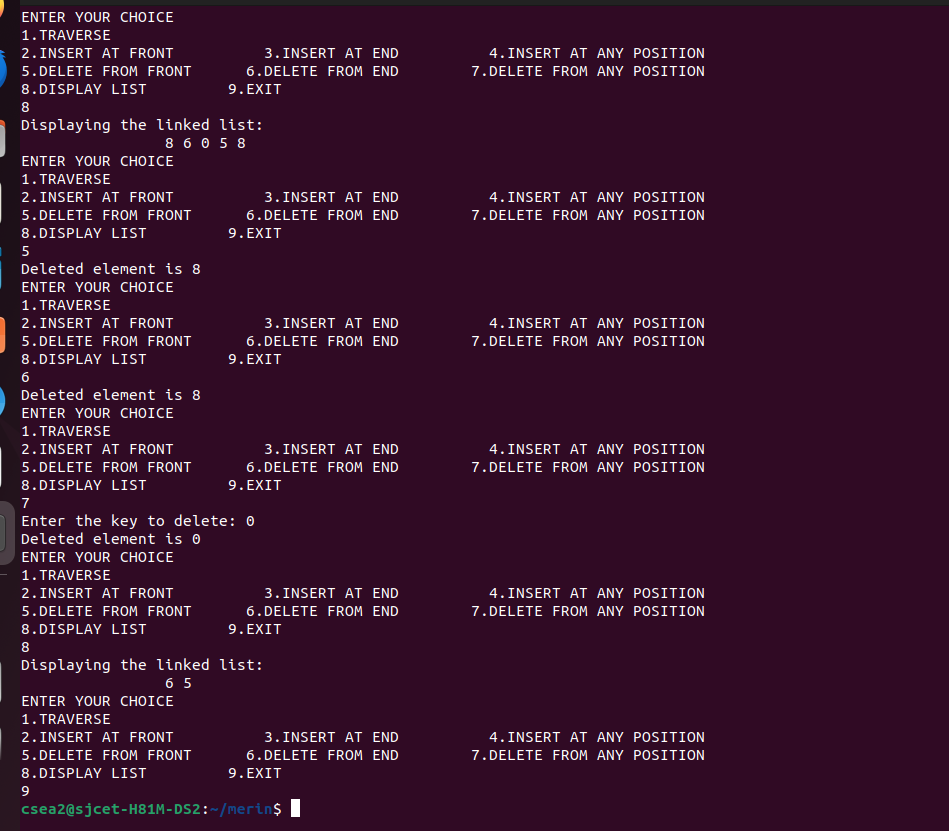 ENTER YOUR CHOICE
1.TRAVERSE
2.INSERT AT FRONT          3.INSERT AT END          4.INSERT AT ANY POSITION
5.DELETE FROM FRONT      6.DELETE FROM END        7.DELETE FROM ANY POSITION
8.DISPLAY LIST         9.EXIT
8
Displaying the linked list:
                8 6 0 5 8
ENTER YOUR CHOICE
1.TRAVERSE
2.INSERT AT FRONT          3.INSERT AT END          4.INSERT AT ANY POSITION
5.DELETE FROM FRONT      6.DELETE FROM END        7.DELETE FROM ANY POSITION
8.DISPLAY LIST         9.EXIT
5
Deleted element is 8
ENTER YOUR CHOICE
1.TRAVERSE
2.INSERT AT FRONT          3.INSERT AT END          4.INSERT AT ANY POSITION
5.DELETE FROM FRONT      6.DELETE FROM END        7.DELETE FROM ANY POSITION
8.DISPLAY LIST         9.EXIT
6
Deleted element is 8
ENTER YOUR CHOICE
1.TRAVERSE
2.INSERT AT FRONT          3.INSERT AT END          4.INSERT AT ANY POSITION
5.DELETE FROM FRONT      6.DELETE FROM END        7.DELETE FROM ANY POSITION
8.DISPLAY LIST         9.EXIT
7
Enter the key to delete: 0
Deleted element is 0
ENTER YOUR CHOICE
1.TRAVERSE
2.INSERT AT FRONT          3.INSERT AT END          4.INSERT AT ANY POSITION
5.DELETE FROM FRONT      6.DELETE FROM END        7.DELETE FROM ANY POSITION
8.DISPLAY LIST         9.EXIT
8
Displaying the linked list:
                6 5
ENTER YOUR CHOICE
1.TRAVERSE
2.INSERT AT FRONT          3.INSERT AT END          4.INSERT AT ANY POSITION
5.DELETE FROM FRONT      6.DELETE FROM END        7.DELETE FROM ANY POSITION
8.DISPLAY LIST         9.EXIT
9
csea2@sjcet-H81M-DS2:~/merin$